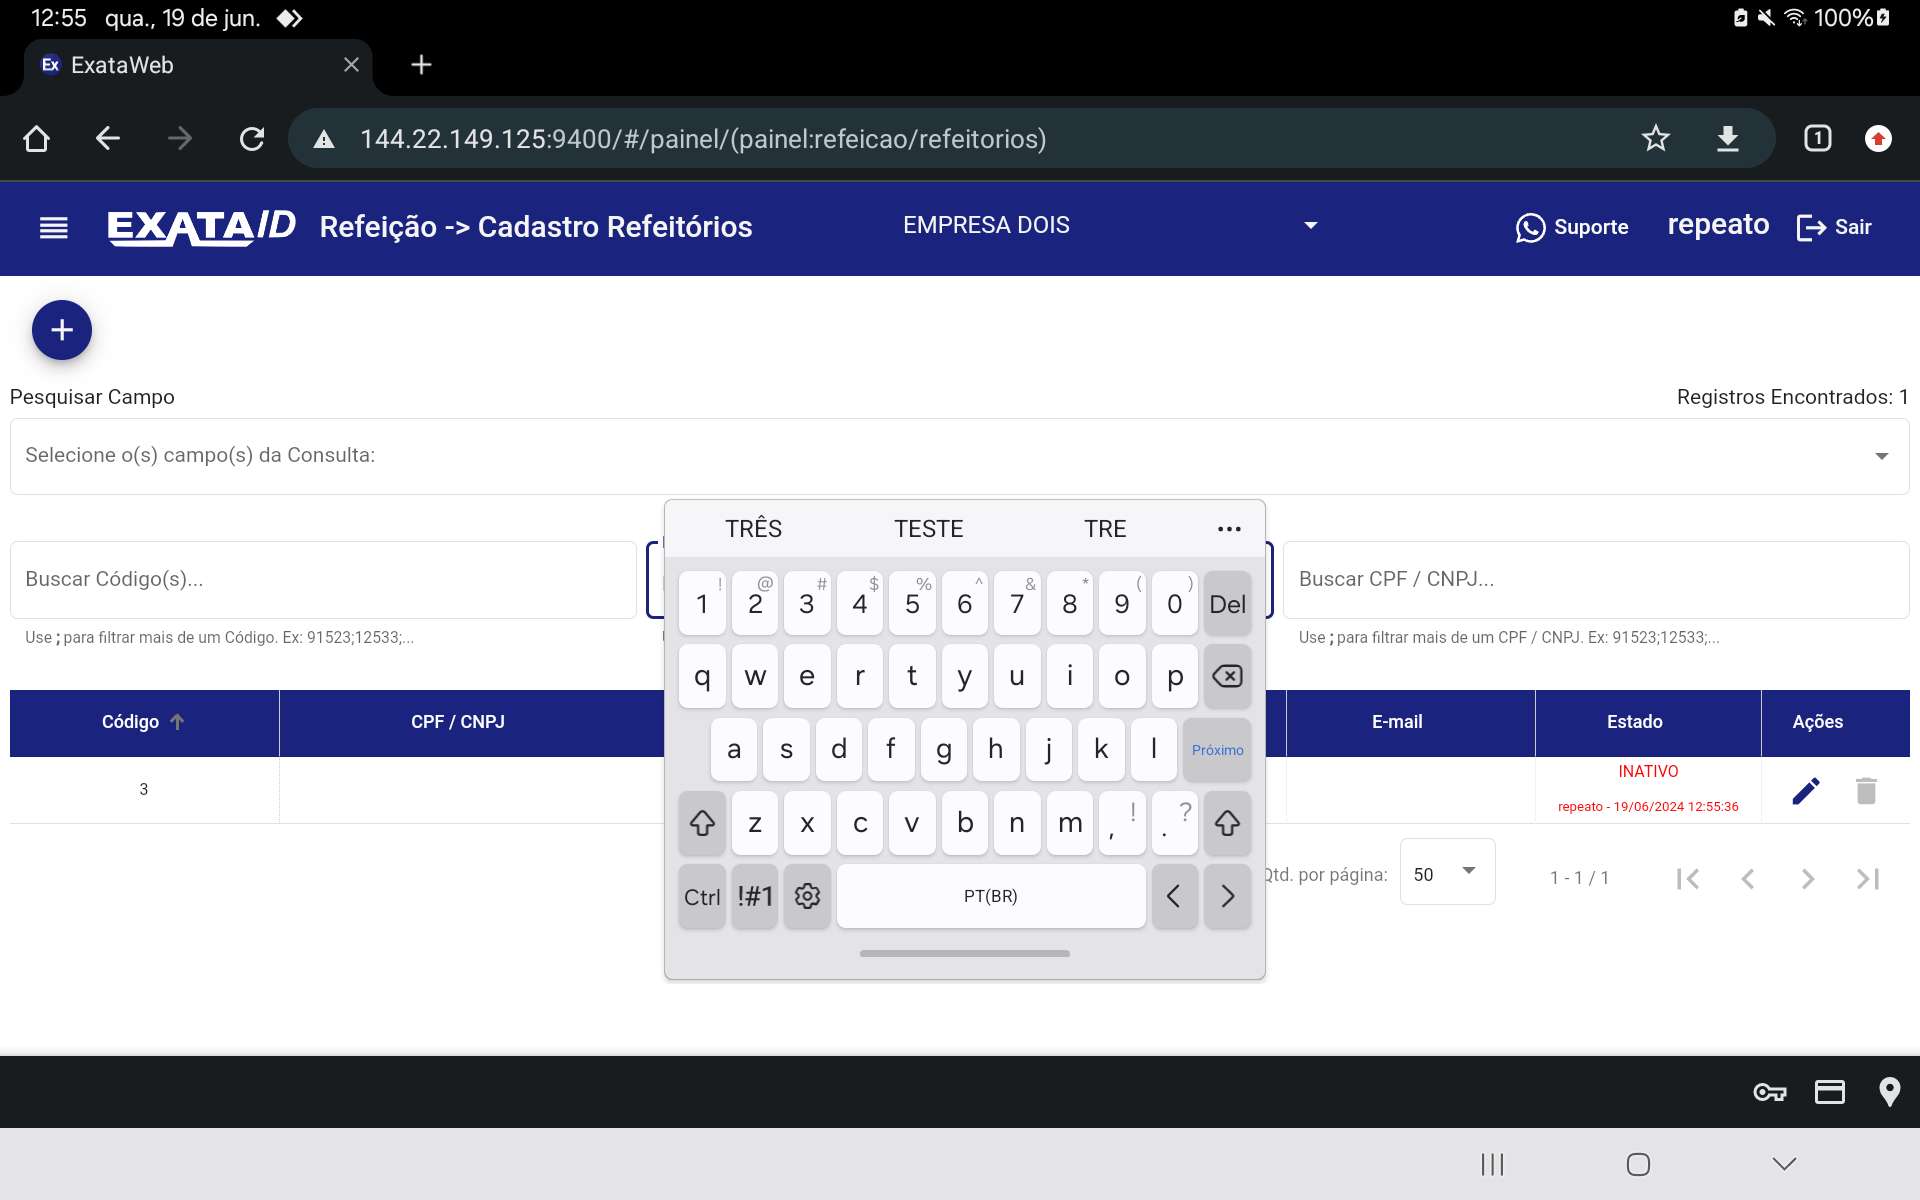 12:55 qua., 19 de jun. 100%
Ex ExataWeb
144.22.149.125:9400/#/painel/(painel:refeicao/refeitorios) 1
EXATA/D Refeição -> Cadastro Refeitórios EMPRESA DOIS Suporte repeato Sair
+
Pesquisar Campo Registros Encontrados: 1
Selecione o(s) campo(s) da Consulta:
TRÊS TESTE TRE ...
Buscar Código(s)... Buscar CPF / CNPJ...
! @ # $ % ^ & * ( )
1 2 3 4 5 6 7 8 9 0 Del
Use ; para filtrar mais de um Código. Ex: 91523;12533;... Use ; para filtrar mais de um CPF / CNPJ. Ex: 91523;12533;...
q w e r t y u i o p
Código CPF / CNPJ E-mail Estado Ações
a s d f g h j k l Próximo
INATIVO
3
repeato - 19/06/2024 12:55:36
z x c v b n m , ! . ?
Qtd. por página: 50 1 - 1 / 1
Ctrl !#1 PT(BR) < >